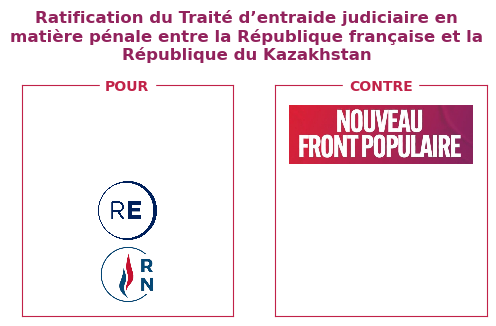 Ratification du Traité d’entraide judiciaire en
matière pénale entre la République française et la
République du Kazakhstan
POUR
CONTRE
NOUVEAU
FRONT POPULAIRE
RE
R
N